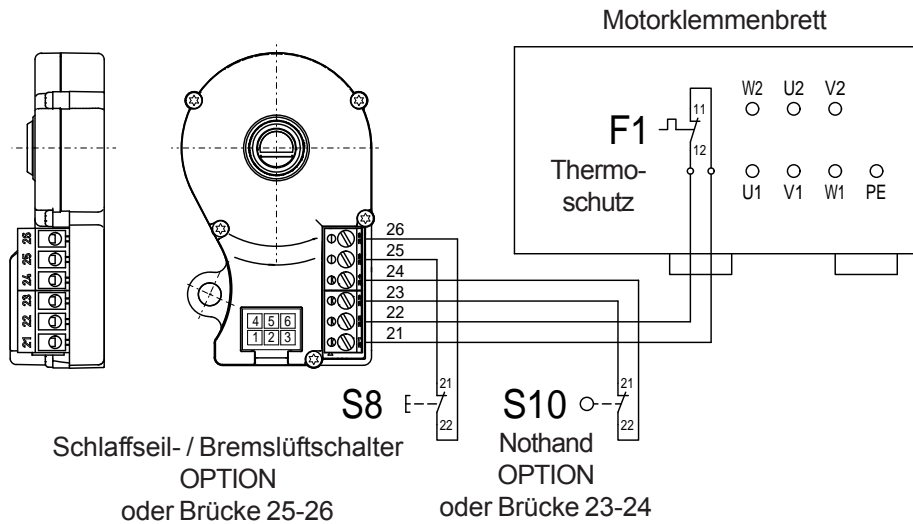 Motorklemmenbrett
W2 U2 V2
11
F1
12
Thermo-
schutz
U1 V1 W1 PE
26
25
24
23
22
21
26
25
24
23
22
21
4 5 6
1 2 3
S8
21
22
S10
21
22
Schlaffseil- / Bremslüftschalter
OPTION
oder Brücke 25-26
Nothand
OPTION
oder Brücke 23-24